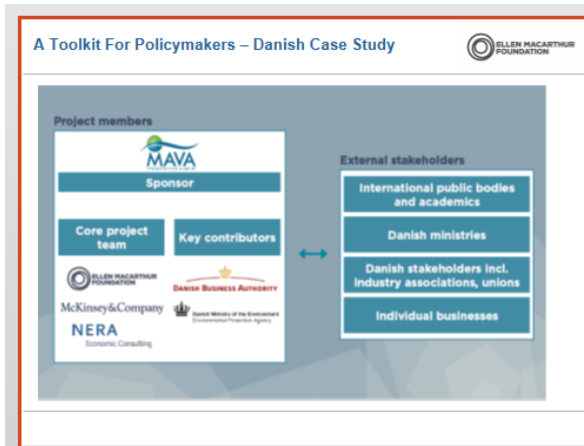 A Toolkit For Policymakers – Danish Case Study
ELLEN MACARTHUR
FOUNDATION
Project members
MAVA
Sponsor
Core project
team
Key contributors
ELLEN MACARTHUR
FOUNDATION
McKinsey&Company
NERA
Economic Consulting
DANISH BUSINESS AUTHORITY
Danish Ministry of the Environment
Environmental Protection Agency
External stakeholders
International public bodies
and academics
Danish ministries
Danish stakeholders incl.
industry associations, unions
Individual businesses